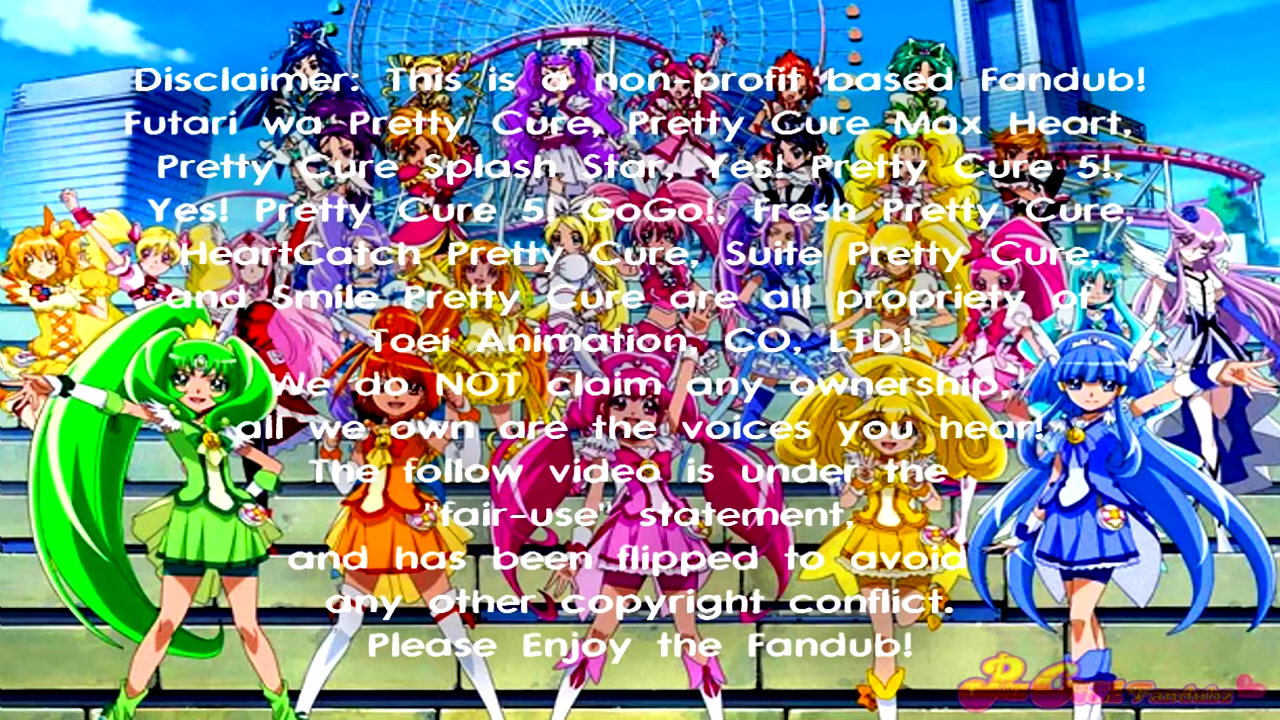 Disclaimer: This is a non-profit based Fandub!
Futari wa Pretty Cure, Pretty Cure Max Heart,
Pretty Cure Splash Star, Yes! Pretty Cure 5!,
Yes! Pretty Cure 5! GoGo!, Fresh Pretty Cure,
HeartCatch Pretty Cure, Suite Pretty Cure,
and Smile Pretty Cure are all propriety of
Toei Animation, CO, LTD!
We do NOT claim any ownership,
all we own are the voices you hear!
The follow video is under the
"fair-use" statement,
and has been flipped to avoid
any other copyright conflict.
Please Enjoy the Fandub!
Pre Cure Fandubz